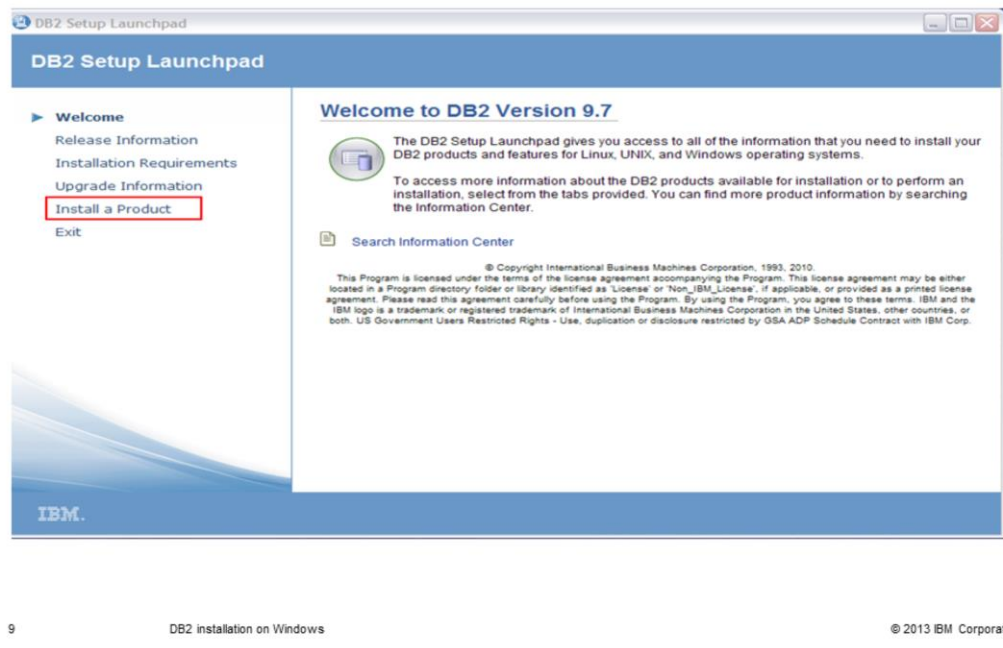 DB2 Setup Launchpad
DB2 Setup Launchpad
Welcome
Release Information
Installation Requirements
Upgrade Information
Install a Product
Exit
Welcome to DB2 Version 9.7
The DB2 Setup Launchpad gives you access to all of the information that you need to install your
DB2 products and features for Linux, UNIX, and Windows operating systems.
To access more information about the DB2 products available for installation or to perform an
installation, select from the tabs provided. You can find more product information by searching
the Information Center.
Search Information Center
© Copyright International Business Machines Corporation, 1993, 2010.
This Program is licensed under the terms of the license agreement accompanying the Program. This license agreement may be either
located in a Program directory folder or library identified as 'License' or 'Non_IBM_License', if applicable, or provided as a printed license
agreement. Please read this agreement carefully before using the Program. By using the Program, you agree to these terms. IBM and the
IBM logo is a trademark or registered trademark of International Business Machines Corporation in the United States, other countries, or
both. US Government Users Restricted Rights - Use, duplication or disclosure restricted by GSA ADP Schedule Contract with IBM Corp.
IBM.
9
DB2 installation on Windows
© 2013 IBM Corpora